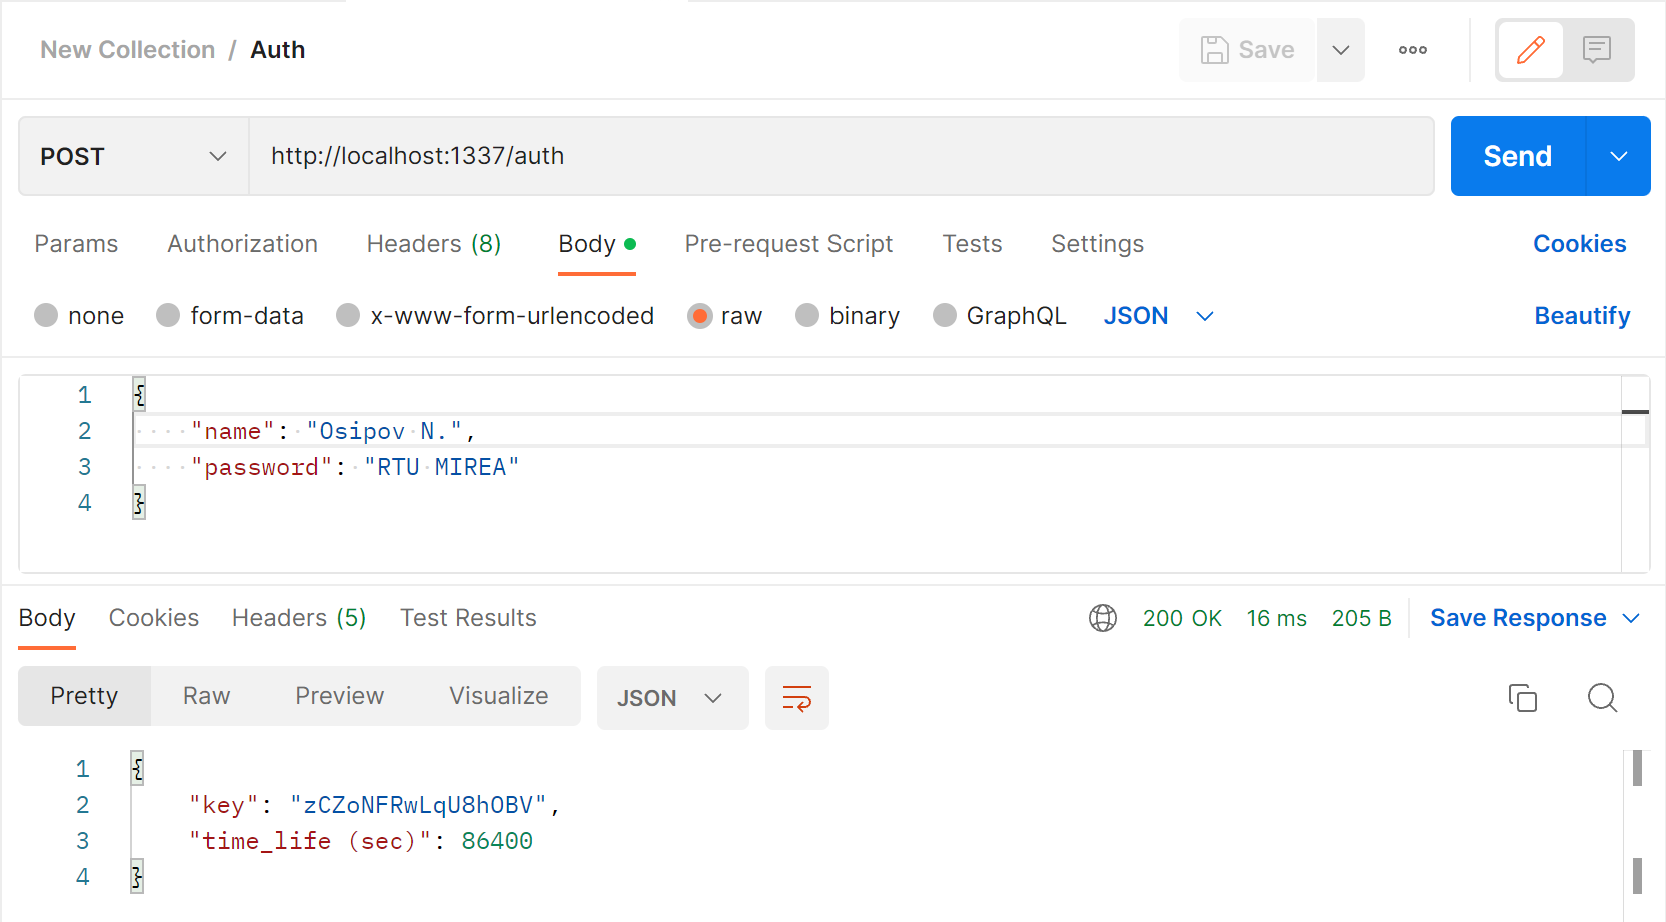 New Collection / Auth
Save
POST
http://localhost:1337/auth
Send
Params Authorization Headers (8) Body Pre-request Script Tests Settings Cookies
none form-data x-www-form-urlencoded raw binary GraphQL JSON Beautify
1 {
2 "name": "Osipov N.",
3 "password": "RTU MIREA"
4 }
Body Cookies Headers (5) Test Results 200 OK 16 ms 205 B Save Response
Pretty Raw Preview Visualize JSON
1 {
2 "key": "zCZoNFRwLqU8hOBV",
3 "time_life (sec)": 86400
4 }